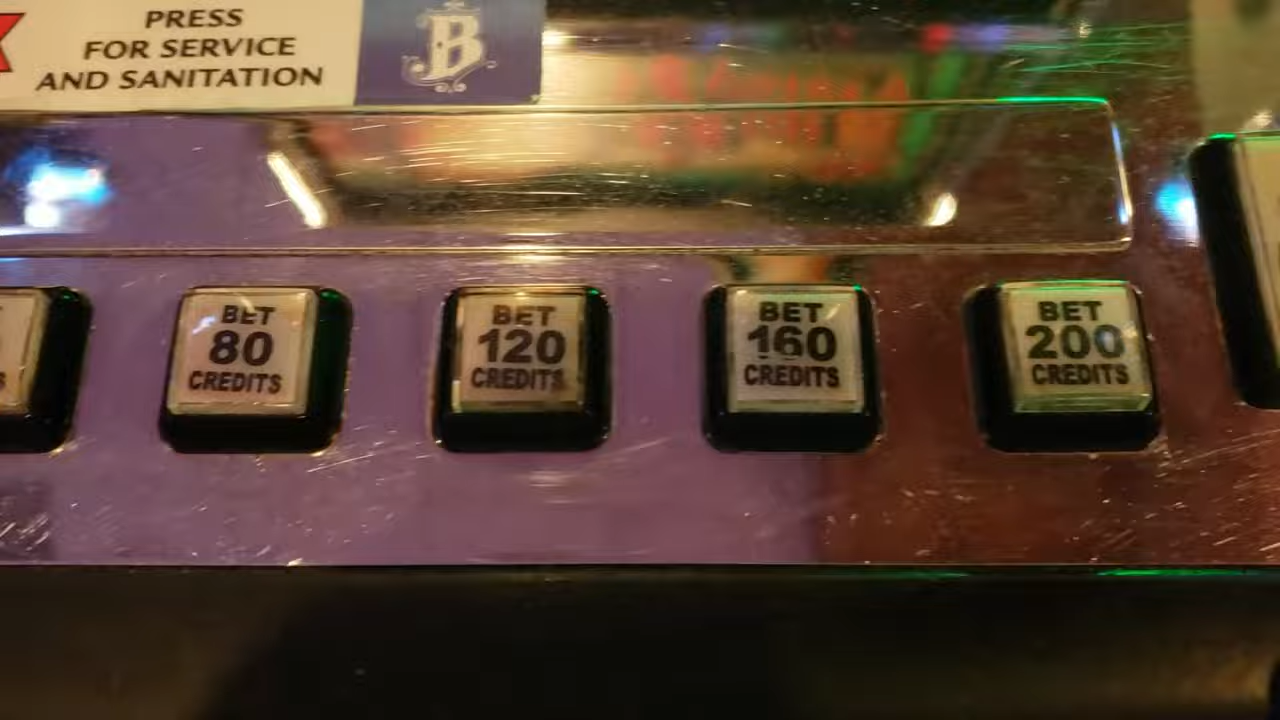 PRESS
FOR SERVICE
AND SANITATION
B
BET
80
CREDITS
BET
120
CREDITS
BET
160
CREDITS
BET
200
CREDITS